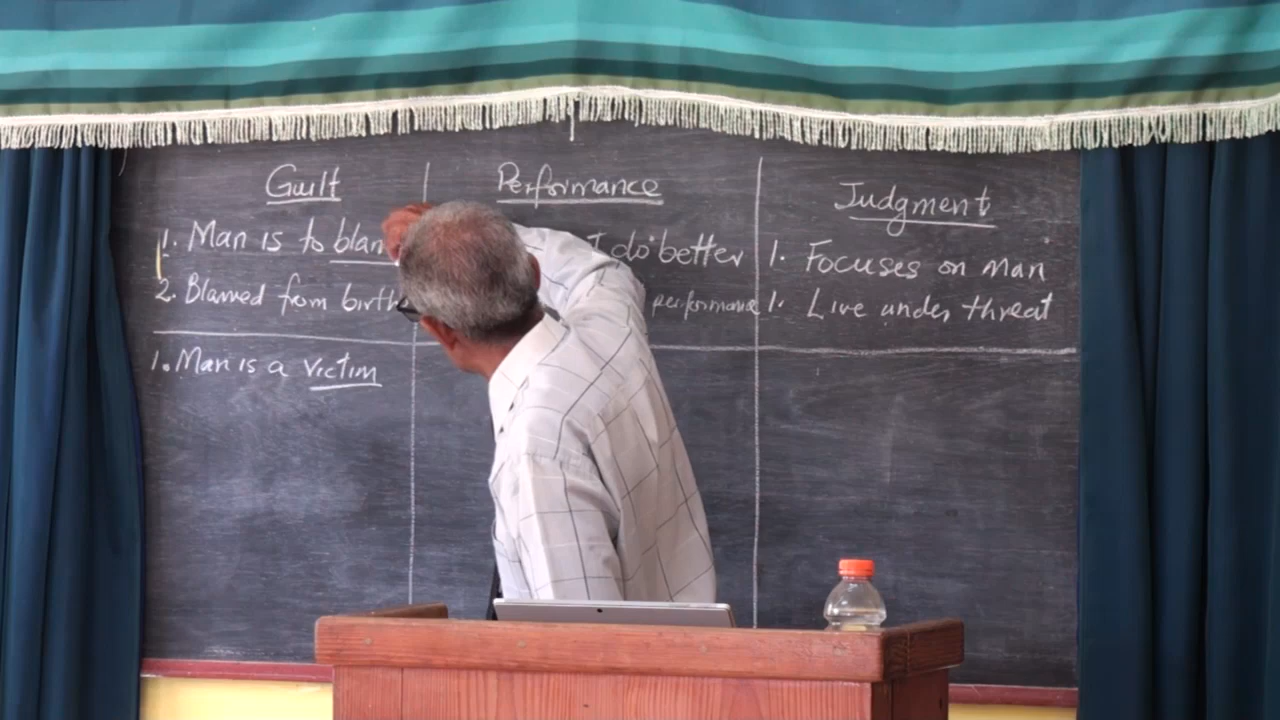 Guilt
1. Man is to
2. Blamed from birth
1. Man is a victim
Performance
I do better
performance
Judgment
1. Focuses on man
1. Live under threat